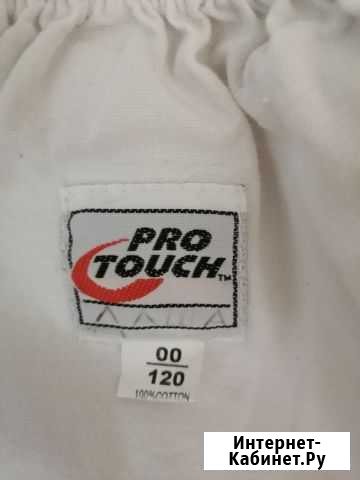 PRO
TOUCH™
00
120
100%COTTON
Интернет-
Кабинет.Ру